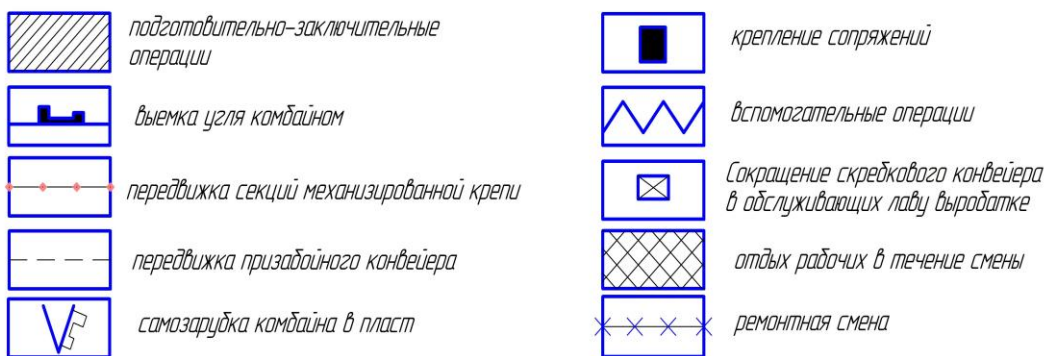 подготовительно-заключительные
операции
выемка угля комбайном
передвижка секций механизированной крепи
передвижка призабойного конвейера
самозарубка комбайна в пласт
крепление сопряжений
вспомогательные операции
Сокращение скребкового конвейера
в обслуживающих лаву выробатке
отдых рабочих в течение смены
ремонтная смена